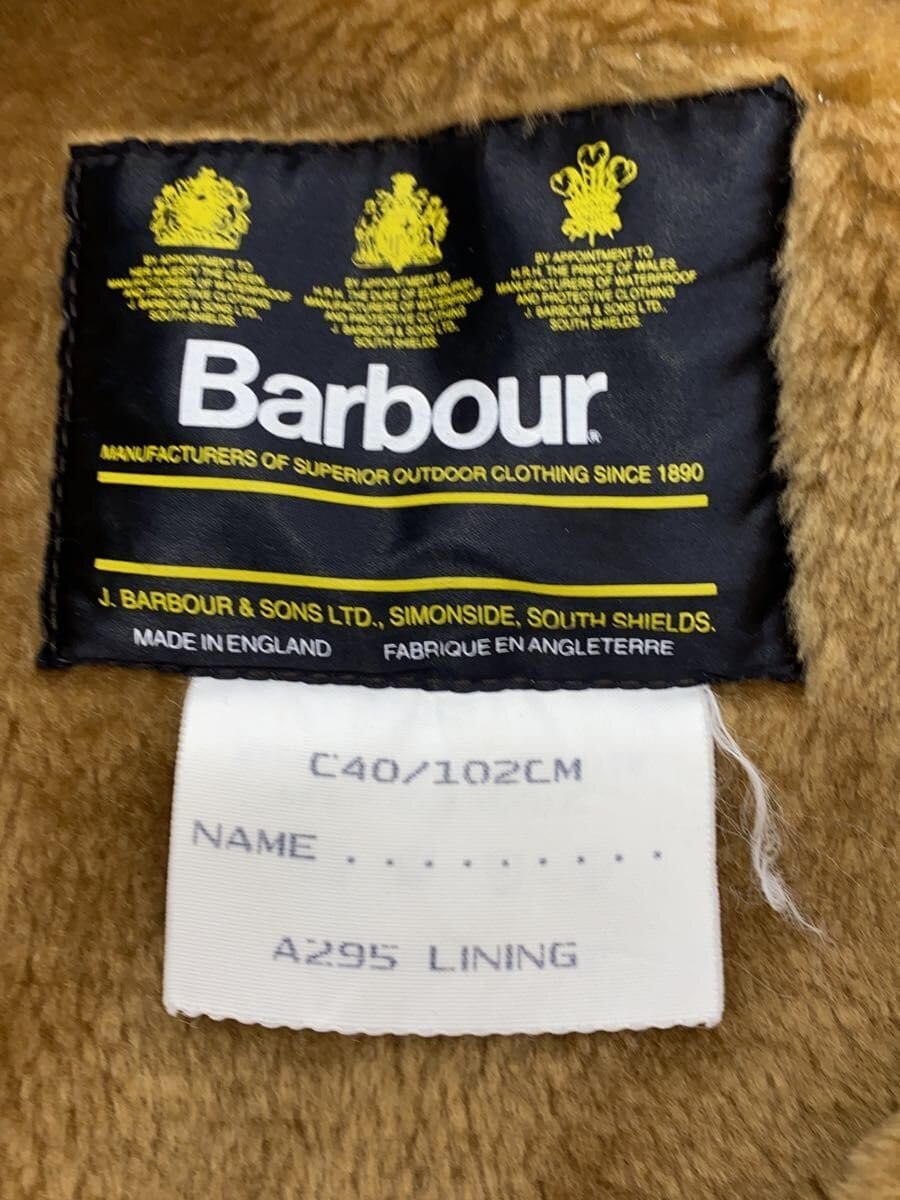 BY APPOINTMENT TO
HER MAJESTY THE QUEEN
MANUFACTURERS OF WATERPROOF
AND PROTECTIVE CLOTHING
J. BARBOUR & SONS LTD.,
SOUTH SHIELDS.
BY APPOINTMENT TO
H.R.H. THE DUKE OF EDINBURGH
MANUFACTURERS OF WATERPROOF
AND PROTECTIVE CLOTHING
J. BARBOUR & SONS LTD.,
SOUTH SHIELDS.
BY APPOINTMENT TO
H.R.H. THE PRINCE OF WALES
MANUFACTURERS OF WATERPROOF
AND PROTECTIVE CLOTHING
J. BARBOUR & SONS LTD.,
SOUTH SHIELDS.
Barbour®
MANUFACTURERS OF SUPERIOR OUTDOOR CLOTHING SINCE 1890
J. BARBOUR & SONS LTD., SIMONSIDE, SOUTH SHIELDS.
MADE IN ENGLAND FABRIQUE EN ANGLETERRE
C40/102CM
NAME .........
A295 LINING